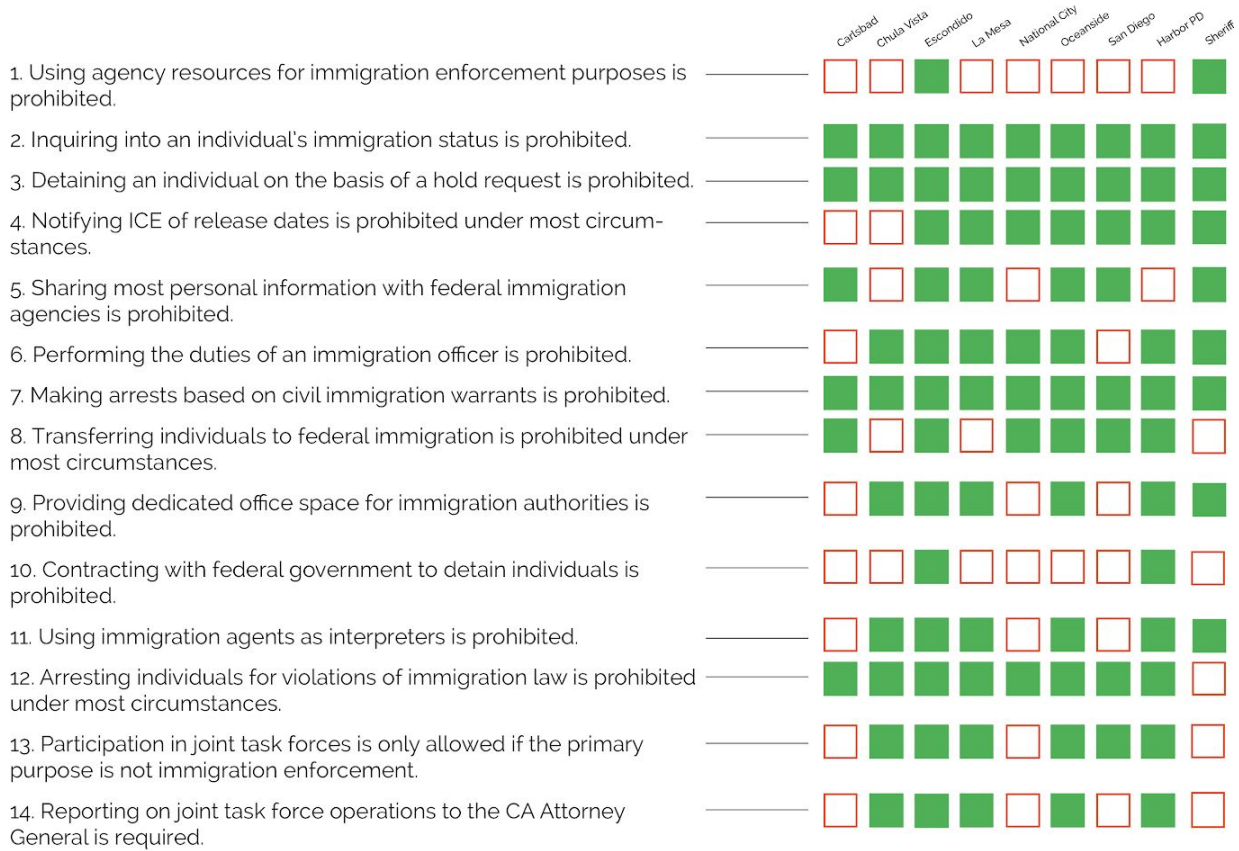 Carlsbad
Chula Vista
Escondido
La Mesa
National City
Oceanside
San Diego
Harbor PD
Sheriff
1. Using agency resources for immigration enforcement purposes is
prohibited.
2. Inquiring into an individual's immigration status is prohibited.
3. Detaining an individual on the basis of a hold request is prohibited.
4. Notifying ICE of release dates is prohibited under most circum-
stances.
5. Sharing most personal information with federal immigration
agencies is prohibited.
6. Performing the duties of an immigration officer is prohibited.
7. Making arrests based on civil immigration warrants is prohibited.
8. Transferring individuals to federal immigration is prohibited under
most circumstances.
9. Providing dedicated office space for immigration authorities is
prohibited.
10. Contracting with federal government to detain individuals is
prohibited.
11. Using immigration agents as interpreters is prohibited.
12. Arresting individuals for violations of immigration law is prohibited
under most circumstances.
13. Participation in joint task forces is only allowed if the primary
purpose is not immigration enforcement.
14. Reporting on joint task force operations to the CA Attorney
General is required.